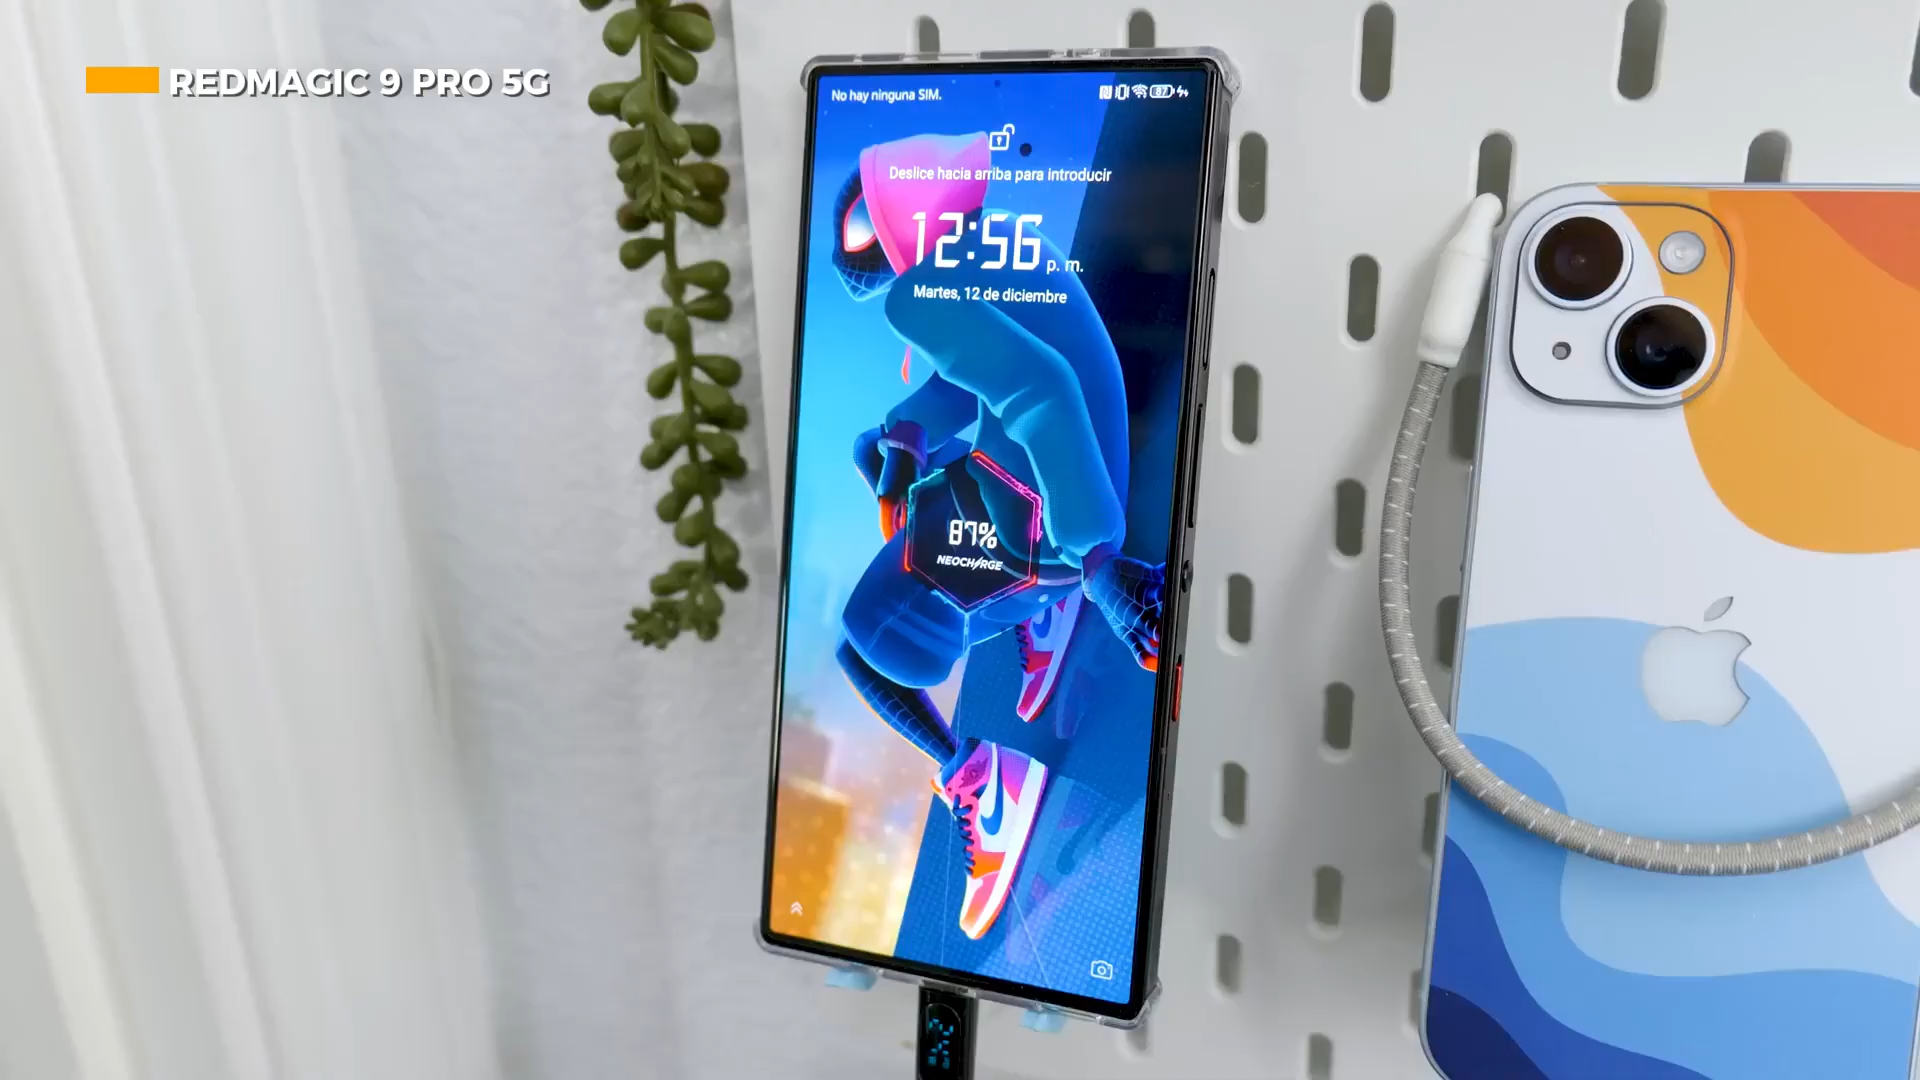 REDMAGIC 9 PRO 5G
No hay ninguna SIM.
87
Deslice hacia arriba para introducir
12:56 p. m.
Martes, 12 de diciembre
87%
NEOCHARGE